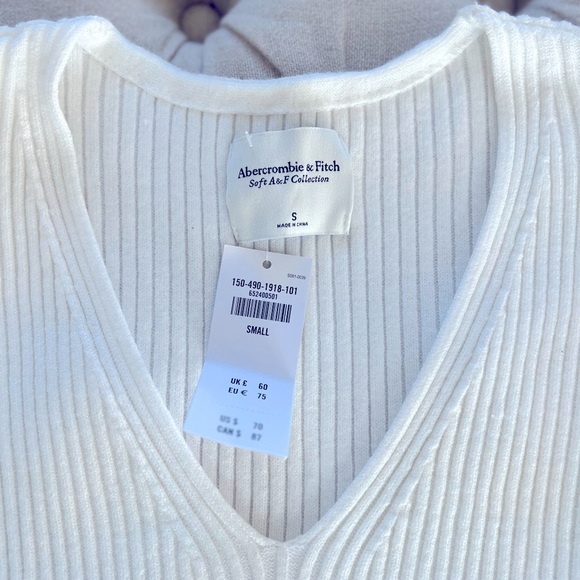 Abercrombie & Fitch
Soft A&F Collection
S
MADE IN CHINA
150-490-1918-101
652400501
SMALL
UK £ 60
EU € 75
US $ 70
CAN $ 87